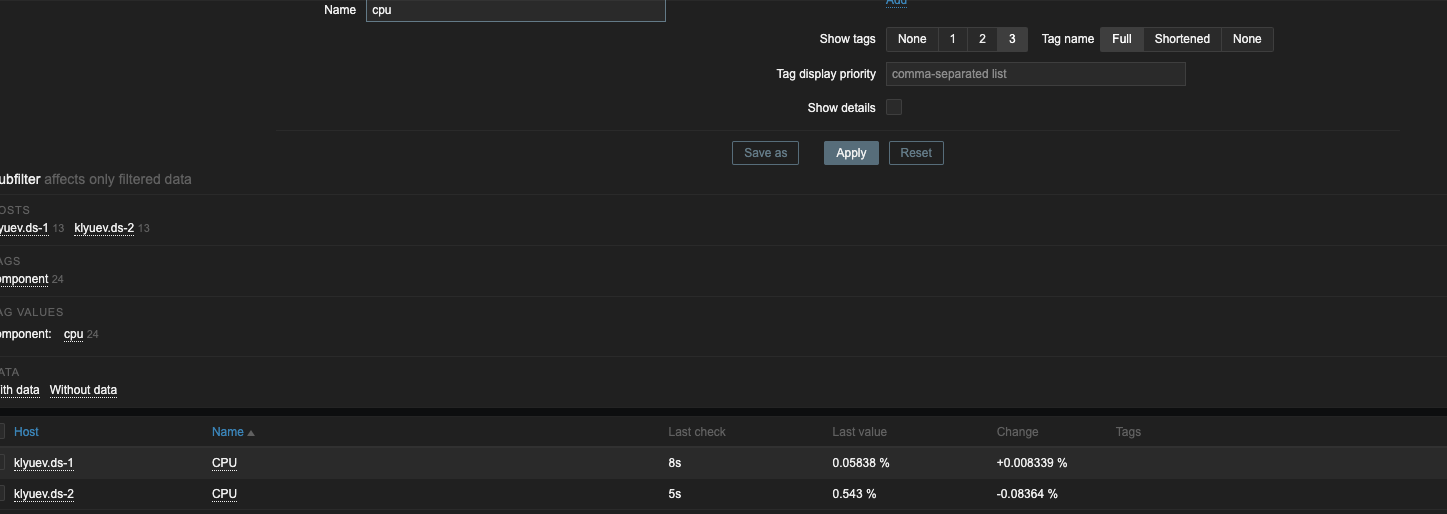 Name cpu
Add
Show tags None 1 2 3 Tag name Full Shortened None
Tag display priority comma-separated list
Show details
Save as Apply Reset
ubfilter affects only filtered data
OSTS
yuev.ds-1 13 klyuev.ds-2 13
AGS
omponent 24
AG VALUES
omponent: cpu 24
ATA
ith data Without data
Host Name Last check Last value Change Tags
klyuev.ds-1 CPU 8s 0.05838 % +0.008339 %
klyuev.ds-2 CPU 5s 0.543 % -0.08364 %